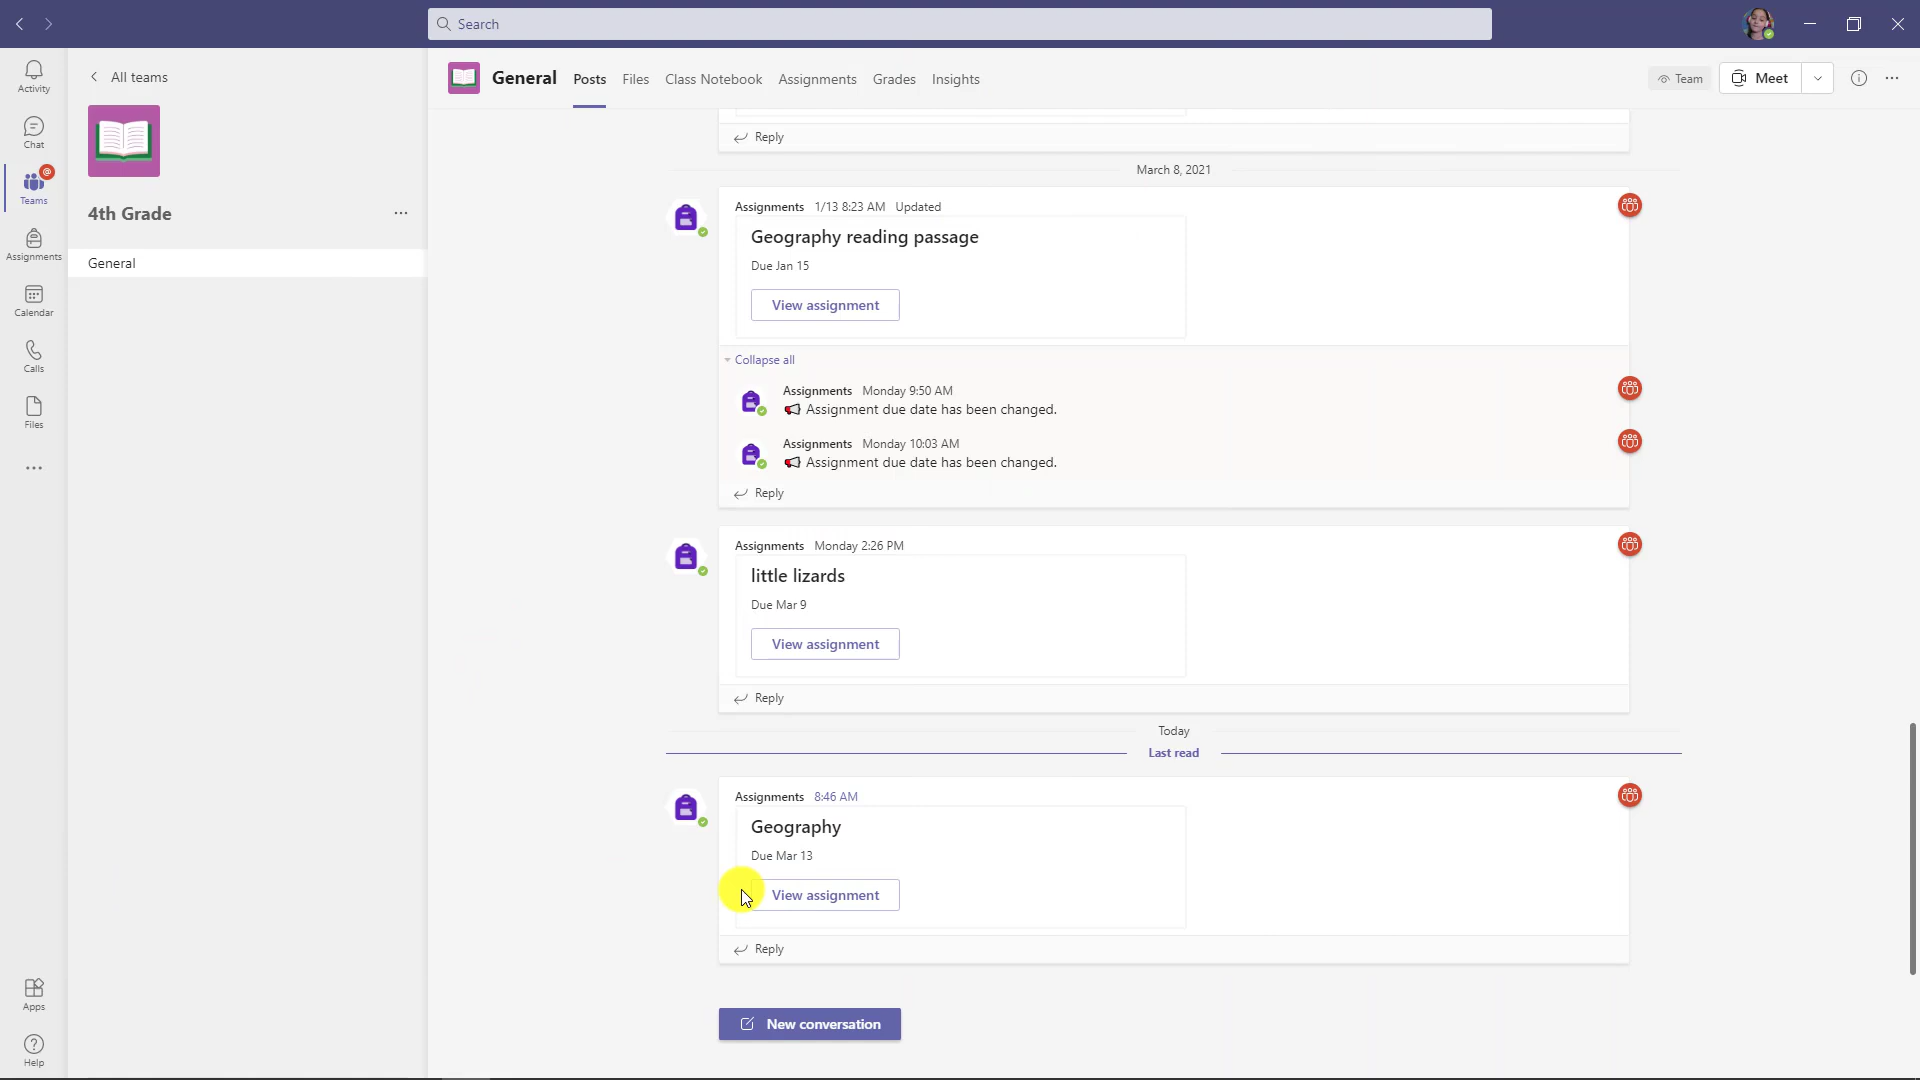 Search
Activity
Chat
@
Teams
Assignments
Calendar
Calls
Files
Apps
Help
All teams
4th Grade
General
General
Posts
Files
Class Notebook
Assignments
Grades
Insights
Team
Meet
Reply
March 8, 2021
Assignments 1/13 8:23 AM Updated
Geography reading passage
Due Jan 15
View assignment
Collapse all
Assignments Monday 9:50 AM
Assignment due date has been changed.
Assignments Monday 10:03 AM
Assignment due date has been changed.
Reply
Assignments Monday 2:26 PM
little lizards
Due Mar 9
View assignment
Reply
Today
Last read
Assignments 8:46 AM
Geography
Due Mar 13
View assignment
Reply
New conversation